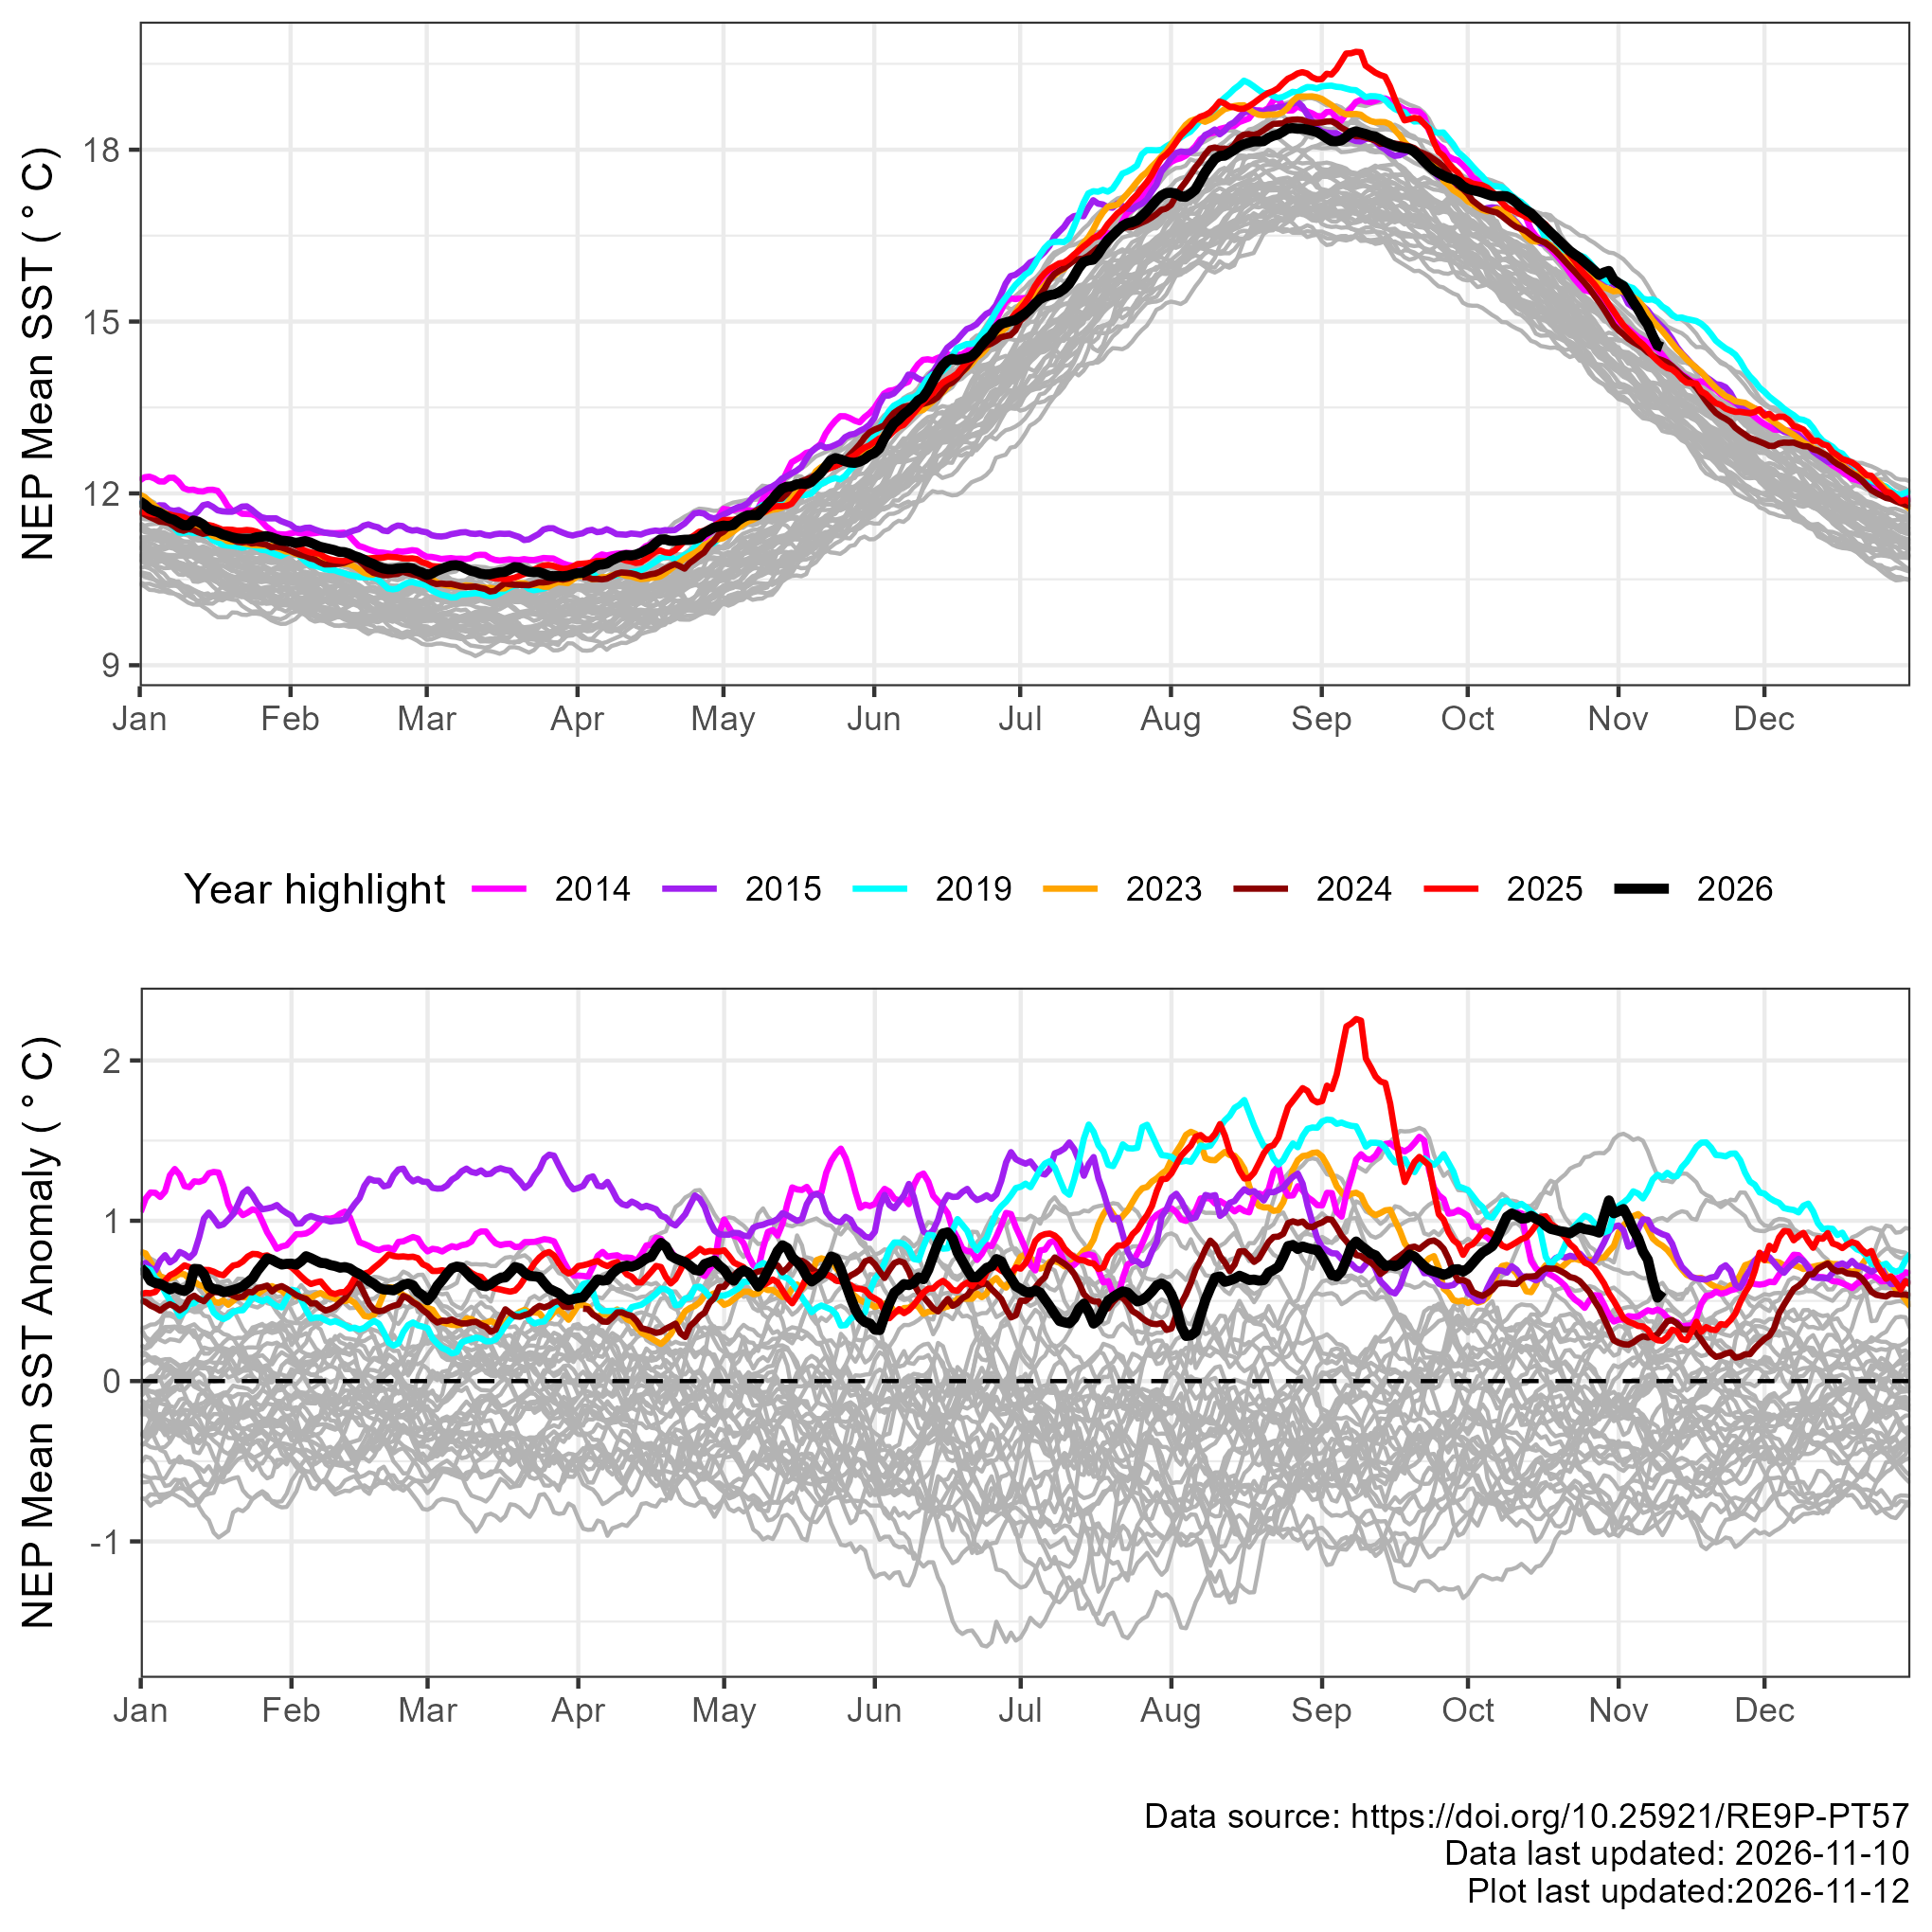 NEP Mean SST (° C)
18
15
12
9
Jan Feb Mar Apr May Jun Jul Aug Sep Oct Nov Dec
Year highlight 2014 2015 2019 2023 2024 2025 2026
NEP Mean SST Anomaly (° C)
2
1
0
-1
Jan Feb Mar Apr May Jun Jul Aug Sep Oct Nov Dec
Data source: https://doi.org/10.25921/RE9P-PT57
Data last updated: 2026-11-10
Plot last updated:2026-11-12